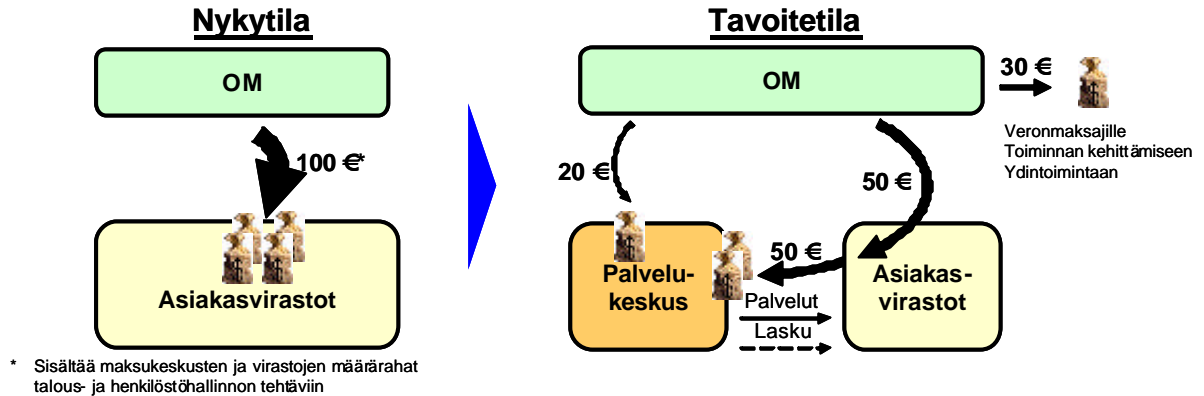 Nykytila
OM
100 €*
Asiakasvirastot
* Sisältää maksukeskusten ja virastojen määrärahat
talous- ja henkilöstöhallinnon tehtäviin
Tavoitetila
OM
30 €
Veronmaksajille
Toiminnan kehittämiseen
Ydintoimintaan
20 €
50 €
Palvelu-
keskus
50 €
Palvelut
Lasku
Asiakas-
virastot